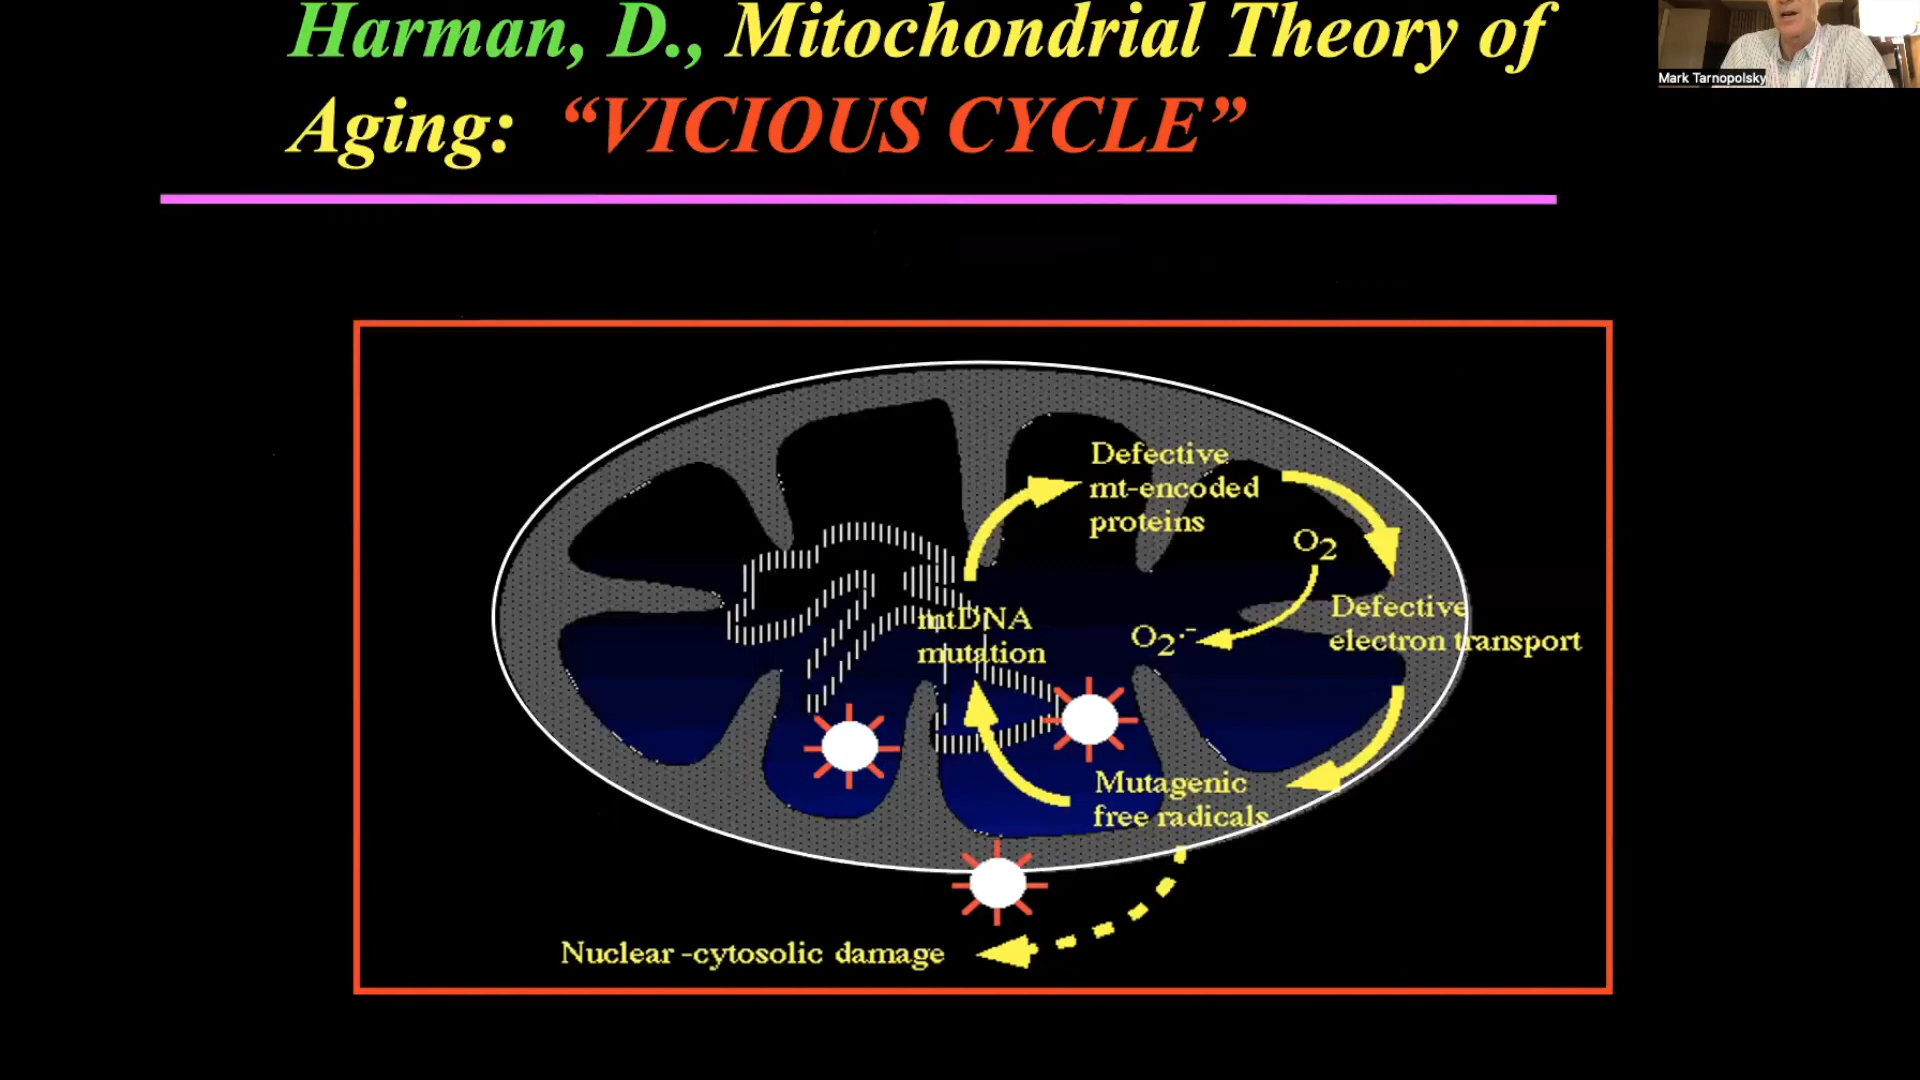 Harman, D., Mitochondrial Theory of
Aging: “VICIOUS CYCLE”
Mark Tarnopolsky
Defective
mt-encoded
proteins
O2
Defective
electron transport
O2·-
mtDNA
mutation
Mutagenic
free radicals
Nuclear -cytosolic damage